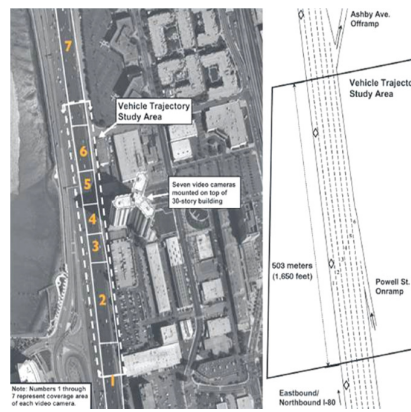 7
Vehicle Trajectory
Study Area
6
5
Seven video cameras
mounted on top of
30-story building
4
3
2
1
Note: Numbers 1 through
7 represent coverage area
of each video camera.
Ashby Ave.
Offramp
Vehicle Trajecto
Study Area
503 meters
(1,650 feet)
Powell St.
Onramp
Eastbound/
Northbound I-80